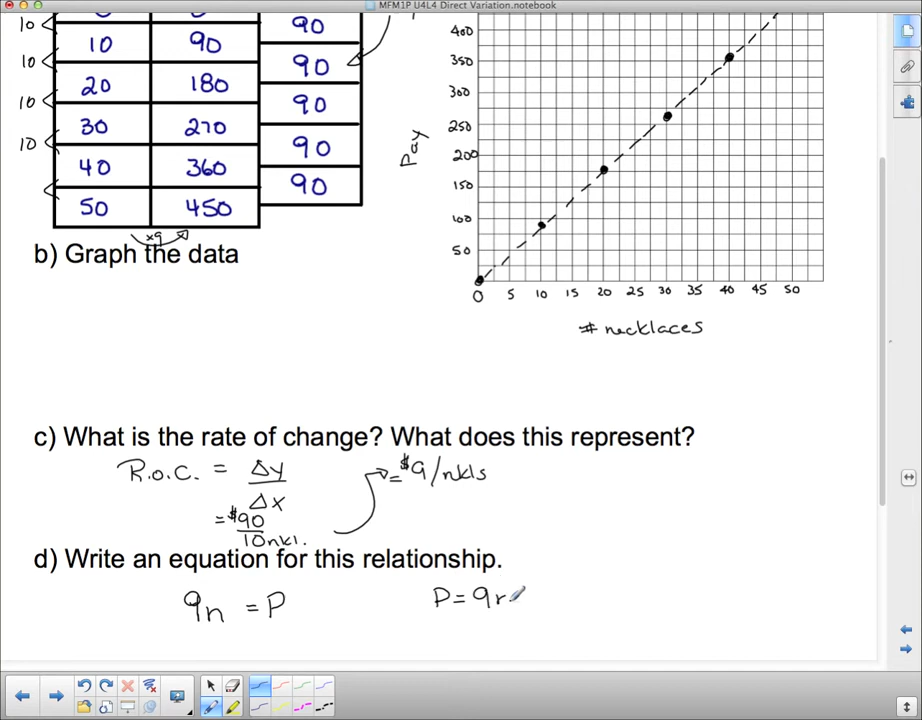 MFM1P U4L4 Direct Variation.notebook
10
10 90 90
10 90
20 180 90
10
30 270 90
10
40 360 90
50 450
×9
400
350
300
250
200
150
100
50
Pay
0 5 10 15 20 25 30 35 40 45 50
# necklaces
b) Graph the data
c) What is the rate of change? What does this represent?
R.o.C. = Δy
Δx
= $90
10nkl.
= $9/nkls
d) Write an equation for this relationship.
9n = P
P = 9